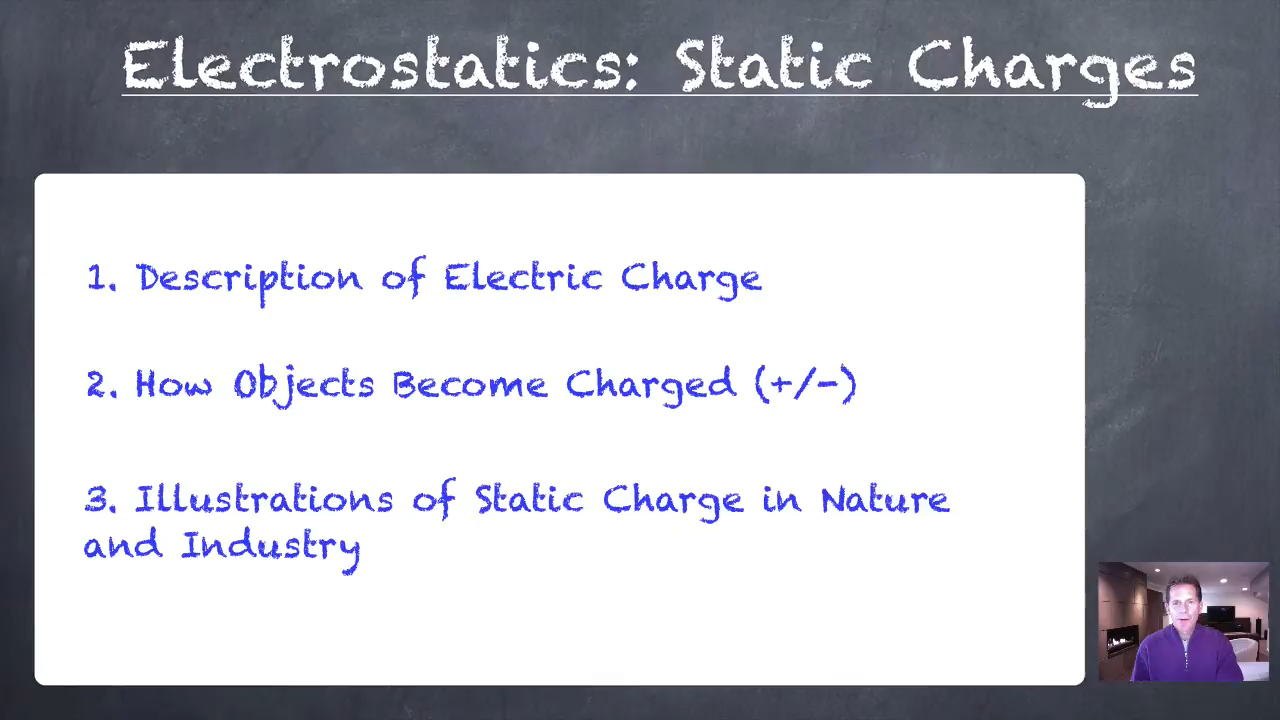 Electrostatics: Static Charges
1. Description of Electric Charge
2. How Objects Become Charged (+/-)
3. Illustrations of Static Charge in Nature
and Industry